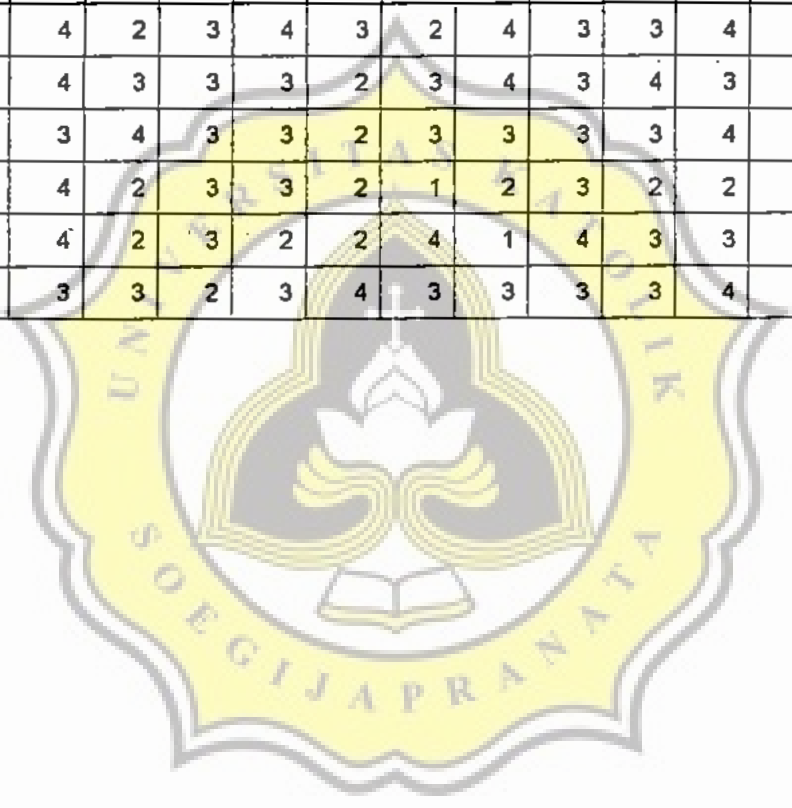 4 2 3 4 3 2 4 3 3 4
4 3 3 3 2 3 4 3 4 3
3 4 3 3 2 3 3 3 3 4
4 2 3 3 2 1 2 3 2 2
4 2 3 2 2 4 1 4 3 3
3 3 2 3 4 3 3 3 3 4
UNIVERSITAS KATOLIK
SOEGIJAPRANATA